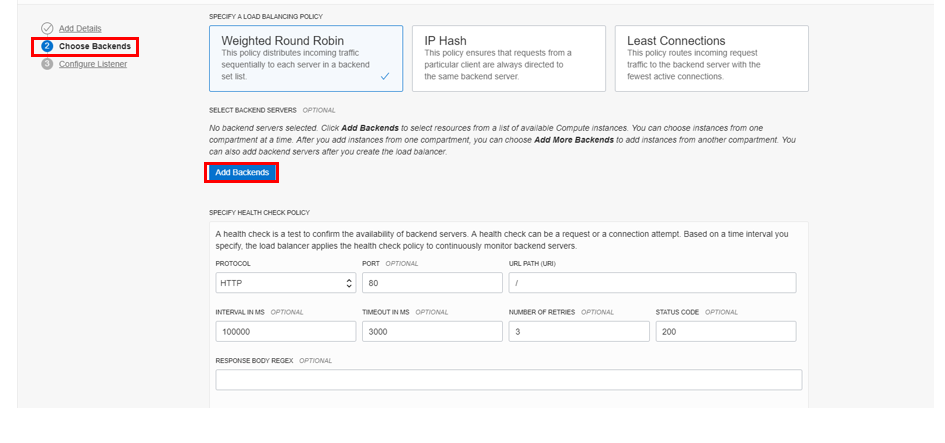 Add Details
2 Choose Backends
3 Configure Listener
SPECIFY A LOAD BALANCING POLICY
Weighted Round Robin
This policy distributes incoming traffic
sequentially to each server in a backend
set list.
IP Hash
This policy ensures that requests from a
particular client are always directed to
the same backend server.
Least Connections
This policy routes incoming request
traffic to the backend server with the
fewest active connections.
SELECT BACKEND SERVERS OPTIONAL
No backend servers selected. Click Add Backends to select resources from a list of available Compute instances. You can choose instances from one
compartment at a time. After you add instances from one compartment, you can choose Add More Backends to add instances from another compartment. You
can also add backend servers after you create the load balancer.
Add Backends
SPECIFY HEALTH CHECK POLICY
A health check is a test to confirm the availability of backend servers. A health check can be a request or a connection attempt. Based on a time interval you
specify, the load balancer applies the health check policy to continuously monitor backend servers.
PROTOCOL PORT OPTIONAL URL PATH (URI)
HTTP 80 /
INTERVAL IN MS OPTIONAL TIMEOUT IN MS OPTIONAL NUMBER OF RETRIES OPTIONAL STATUS CODE OPTIONAL
100000 3000 3 200
RESPONSE BODY REGEX OPTIONAL